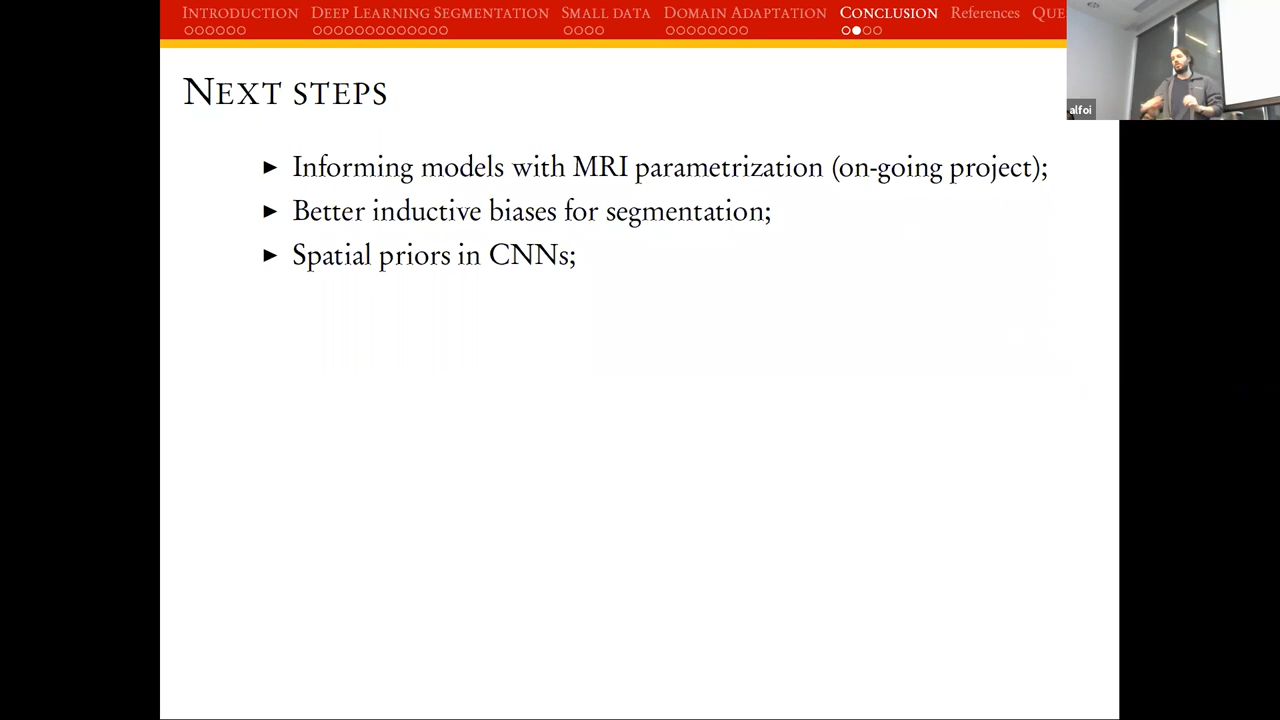 INTRODUCTION DEEP LEARNING SEGMENTATION SMALL DATA DOMAIN ADAPTATION CONCLUSION References QUE
alfoi
NEXT STEPS
► Informing models with MRI parametrization (on-going project);
► Better inductive biases for segmentation;
► Spatial priors in CNNs;